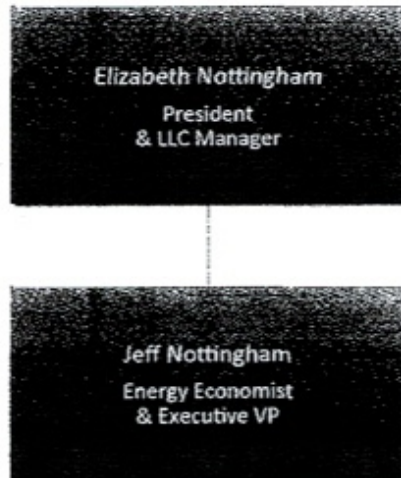 Elizabeth Nottingham
President
& LLC Manager
Jeff Nottingham
Energy Economist
& Executive VP